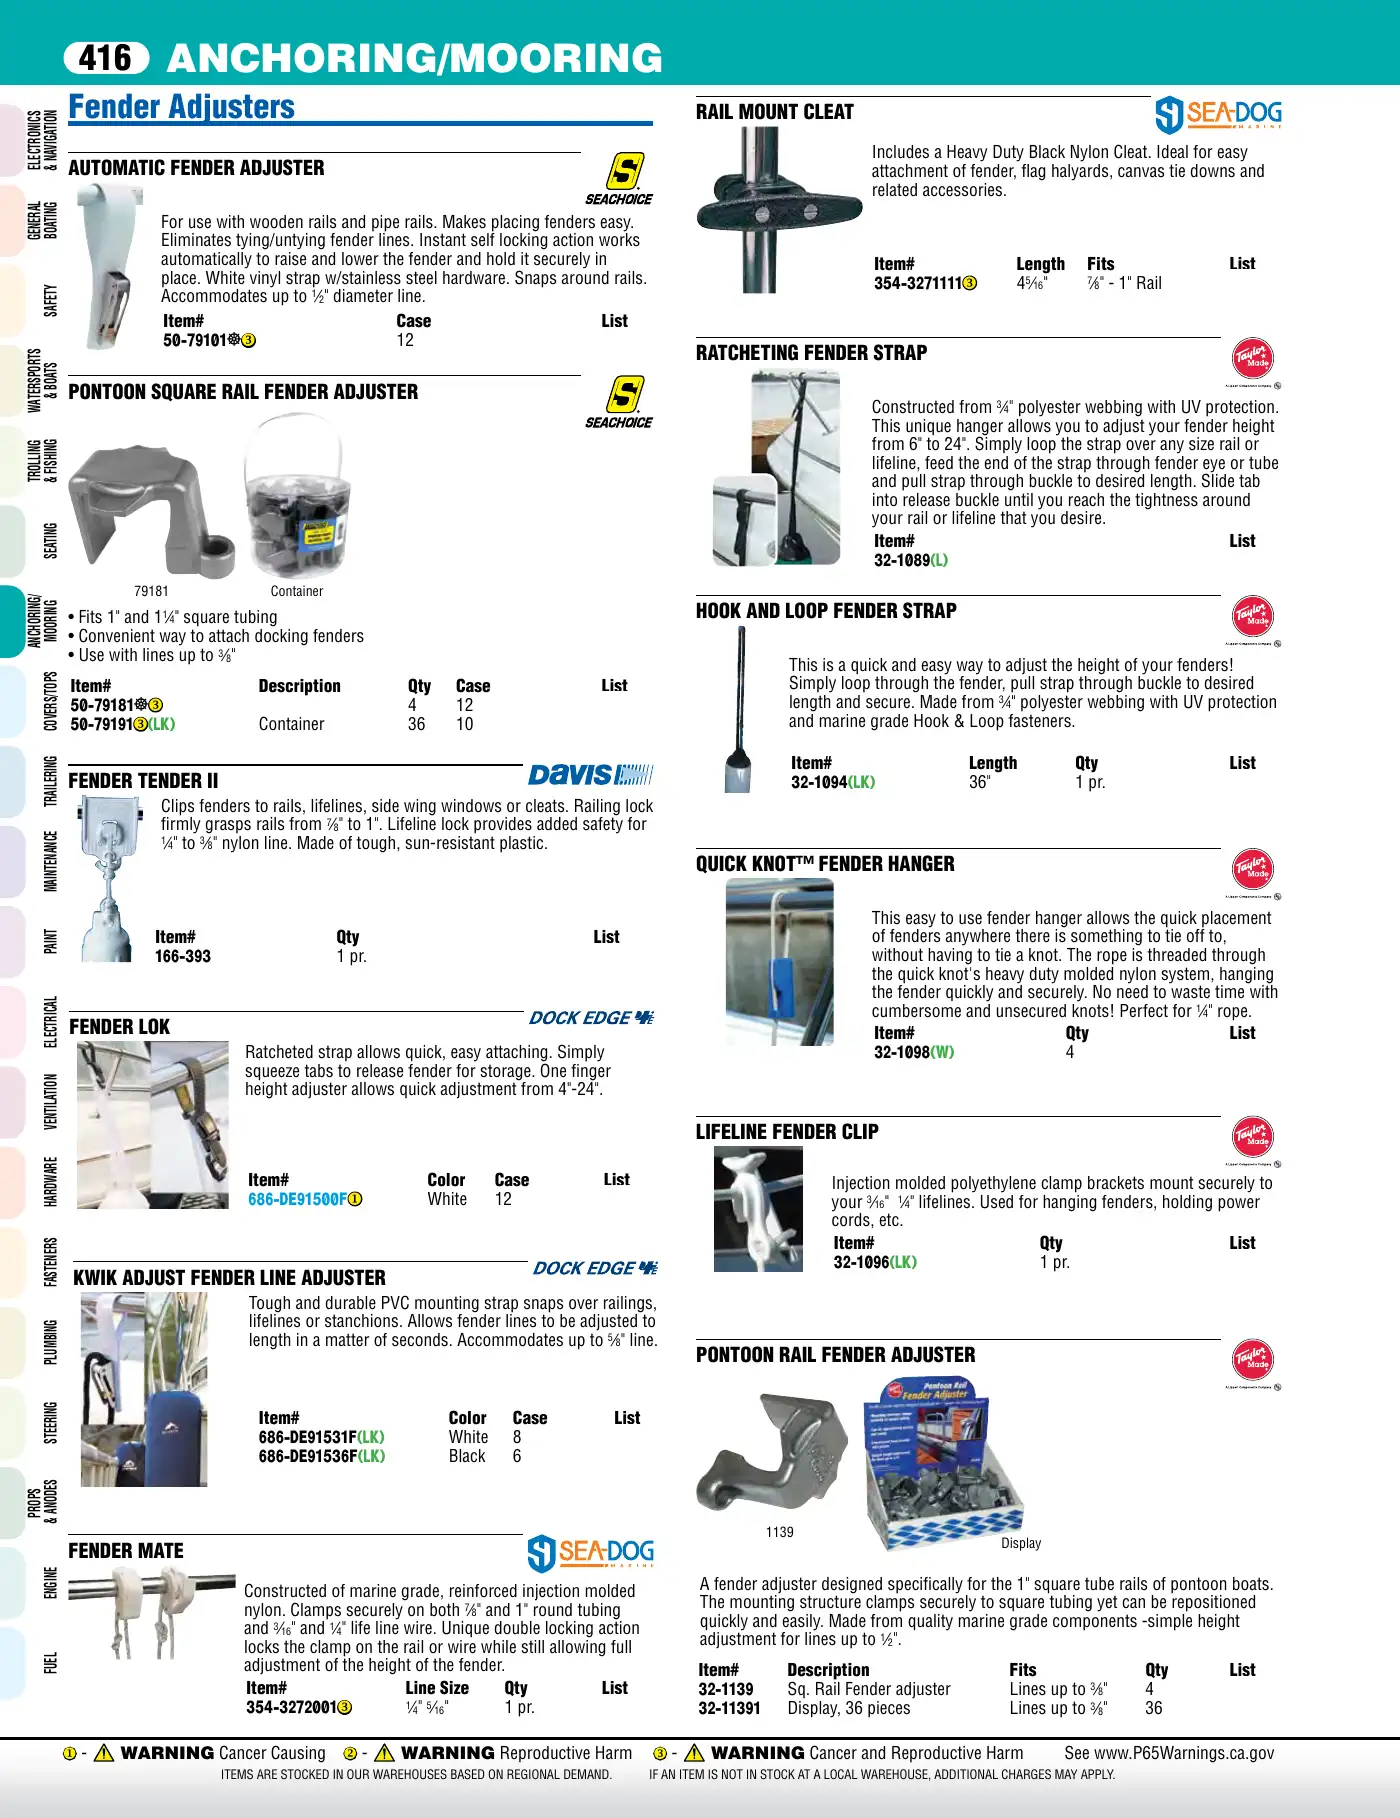 416 ANCHORING/MOORING
ELECTRONICS
& NAVIGATION
GENERAL
BOATING
SAFETY
WATERSPORTS
& BOATS
TROLLING
& FISHING
SEATING
ANCHORING/
MOORING
COVERS/TOPS
TRAILERING
MAINTENANCE
PAINT
ELECTRICAL
VENTILATION
HARDWARE
FASTENERS
PLUMBING
STEERING
PROPS
& ANODES
ENGINE
FUEL
Fender Adjusters
AUTOMATIC FENDER ADJUSTER
SEACHOICE
For use with wooden rails and pipe rails. Makes placing fenders easy.
Eliminates tying/untying fender lines. Instant self locking action works
automatically to raise and lower the fender and hold it securely in
place. White vinyl strap w/stainless steel hardware. Snaps around rails.
Accommodates up to ½" diameter line.
Item# Case List
50-79101☸③ 12
PONTOON SQUARE RAIL FENDER ADJUSTER
SEACHOICE
79181 Container
• Fits 1" and 1¼" square tubing
• Convenient way to attach docking fenders
• Use with lines up to ⅜"
Item# Description Qty Case List
50-79181☸③ 4 12
50-79191③(LK) Container 36 10
FENDER TENDER II
DAVIS
Clips fenders to rails, lifelines, side wing windows or cleats. Railing lock
firmly grasps rails from ⅞" to 1". Lifeline lock provides added safety for
¼" to ⅜" nylon line. Made of tough, sun-resistant plastic.
Item# Qty List
166-393 1 pr.
FENDER LOK
DOCK EDGE
Ratcheted strap allows quick, easy attaching. Simply
squeeze tabs to release fender for storage. One finger
height adjuster allows quick adjustment from 4"-24".
Item# Color Case List
686-DE91500F① White 12
KWIK ADJUST FENDER LINE ADJUSTER
DOCK EDGE
Tough and durable PVC mounting strap snaps over railings,
lifelines or stanchions. Allows fender lines to be adjusted to
length in a matter of seconds. Accommodates up to ⅝" line.
Item# Color Case List
686-DE91531F(LK) White 8
686-DE91536F(LK) Black 6
FENDER MATE
SEA-DOG
MARINE
Constructed of marine grade, reinforced injection molded
nylon. Clamps securely on both ⅞" and 1" round tubing
and 3⁄16" and ¼" life line wire. Unique double locking action
locks the clamp on the rail or wire while still allowing full
adjustment of the height of the fender.
Item# Line Size Qty List
354-3272001③ ¼" 5⁄16" 1 pr.
RAIL MOUNT CLEAT
SEA-DOG
MARINE
Includes a Heavy Duty Black Nylon Cleat. Ideal for easy
attachment of fender, flag halyards, canvas tie downs and
related accessories.
Item# Length Fits List
354-3271111③ 45⁄16" ⅞" - 1" Rail
RATCHETING FENDER STRAP
Taylor
Made
Constructed from ¾" polyester webbing with UV protection.
This unique hanger allows you to adjust your fender height
from 6" to 24". Simply loop the strap over any size rail or
lifeline, feed the end of the strap through fender eye or tube
and pull strap through buckle to desired length. Slide tab
into release buckle until you reach the tightness around
your rail or lifeline that you desire.
Item# List
32-1089(L)
HOOK AND LOOP FENDER STRAP
Taylor
Made
This is a quick and easy way to adjust the height of your fenders!
Simply loop through the fender, pull strap through buckle to desired
length and secure. Made from ¾" polyester webbing with UV protection
and marine grade Hook & Loop fasteners.
Item# Length Qty List
32-1094(LK) 36" 1 pr.
QUICK KNOT™ FENDER HANGER
Taylor
Made
This easy to use fender hanger allows the quick placement
of fenders anywhere there is something to tie off to,
without having to tie a knot. The rope is threaded through
the quick knot's heavy duty molded nylon system, hanging
the fender quickly and securely. No need to waste time with
cumbersome and unsecured knots! Perfect for ¼" rope.
Item# Qty List
32-1098(W) 4
LIFELINE FENDER CLIP
Taylor
Made
Injection molded polyethylene clamp brackets mount securely to
your 3⁄16" ¼" lifelines. Used for hanging fenders, holding power
cords, etc.
Item# Qty List
32-1096(LK) 1 pr.
PONTOON RAIL FENDER ADJUSTER
Taylor
Made
Pontoon Rail
Fender Adjuster
1139
Display
A fender adjuster designed specifically for the 1" square tube rails of pontoon boats.
The mounting structure clamps securely to square tubing yet can be repositioned
quickly and easily. Made from quality marine grade components -simple height
adjustment for lines up to ½".
Item# Description Fits Qty List
32-1139 Sq. Rail Fender adjuster Lines up to ⅜" 4
32-11391 Display, 36 pieces Lines up to ⅜" 36
① - ⚠ WARNING Cancer Causing ② - ⚠ WARNING Reproductive Harm ③ - ⚠ WARNING Cancer and Reproductive Harm See www.P65Warnings.ca.gov
ITEMS ARE STOCKED IN OUR WAREHOUSES BASED ON REGIONAL DEMAND. IF AN ITEM IS NOT IN STOCK AT A LOCAL WAREHOUSE, ADDITIONAL CHARGES MAY APPLY.